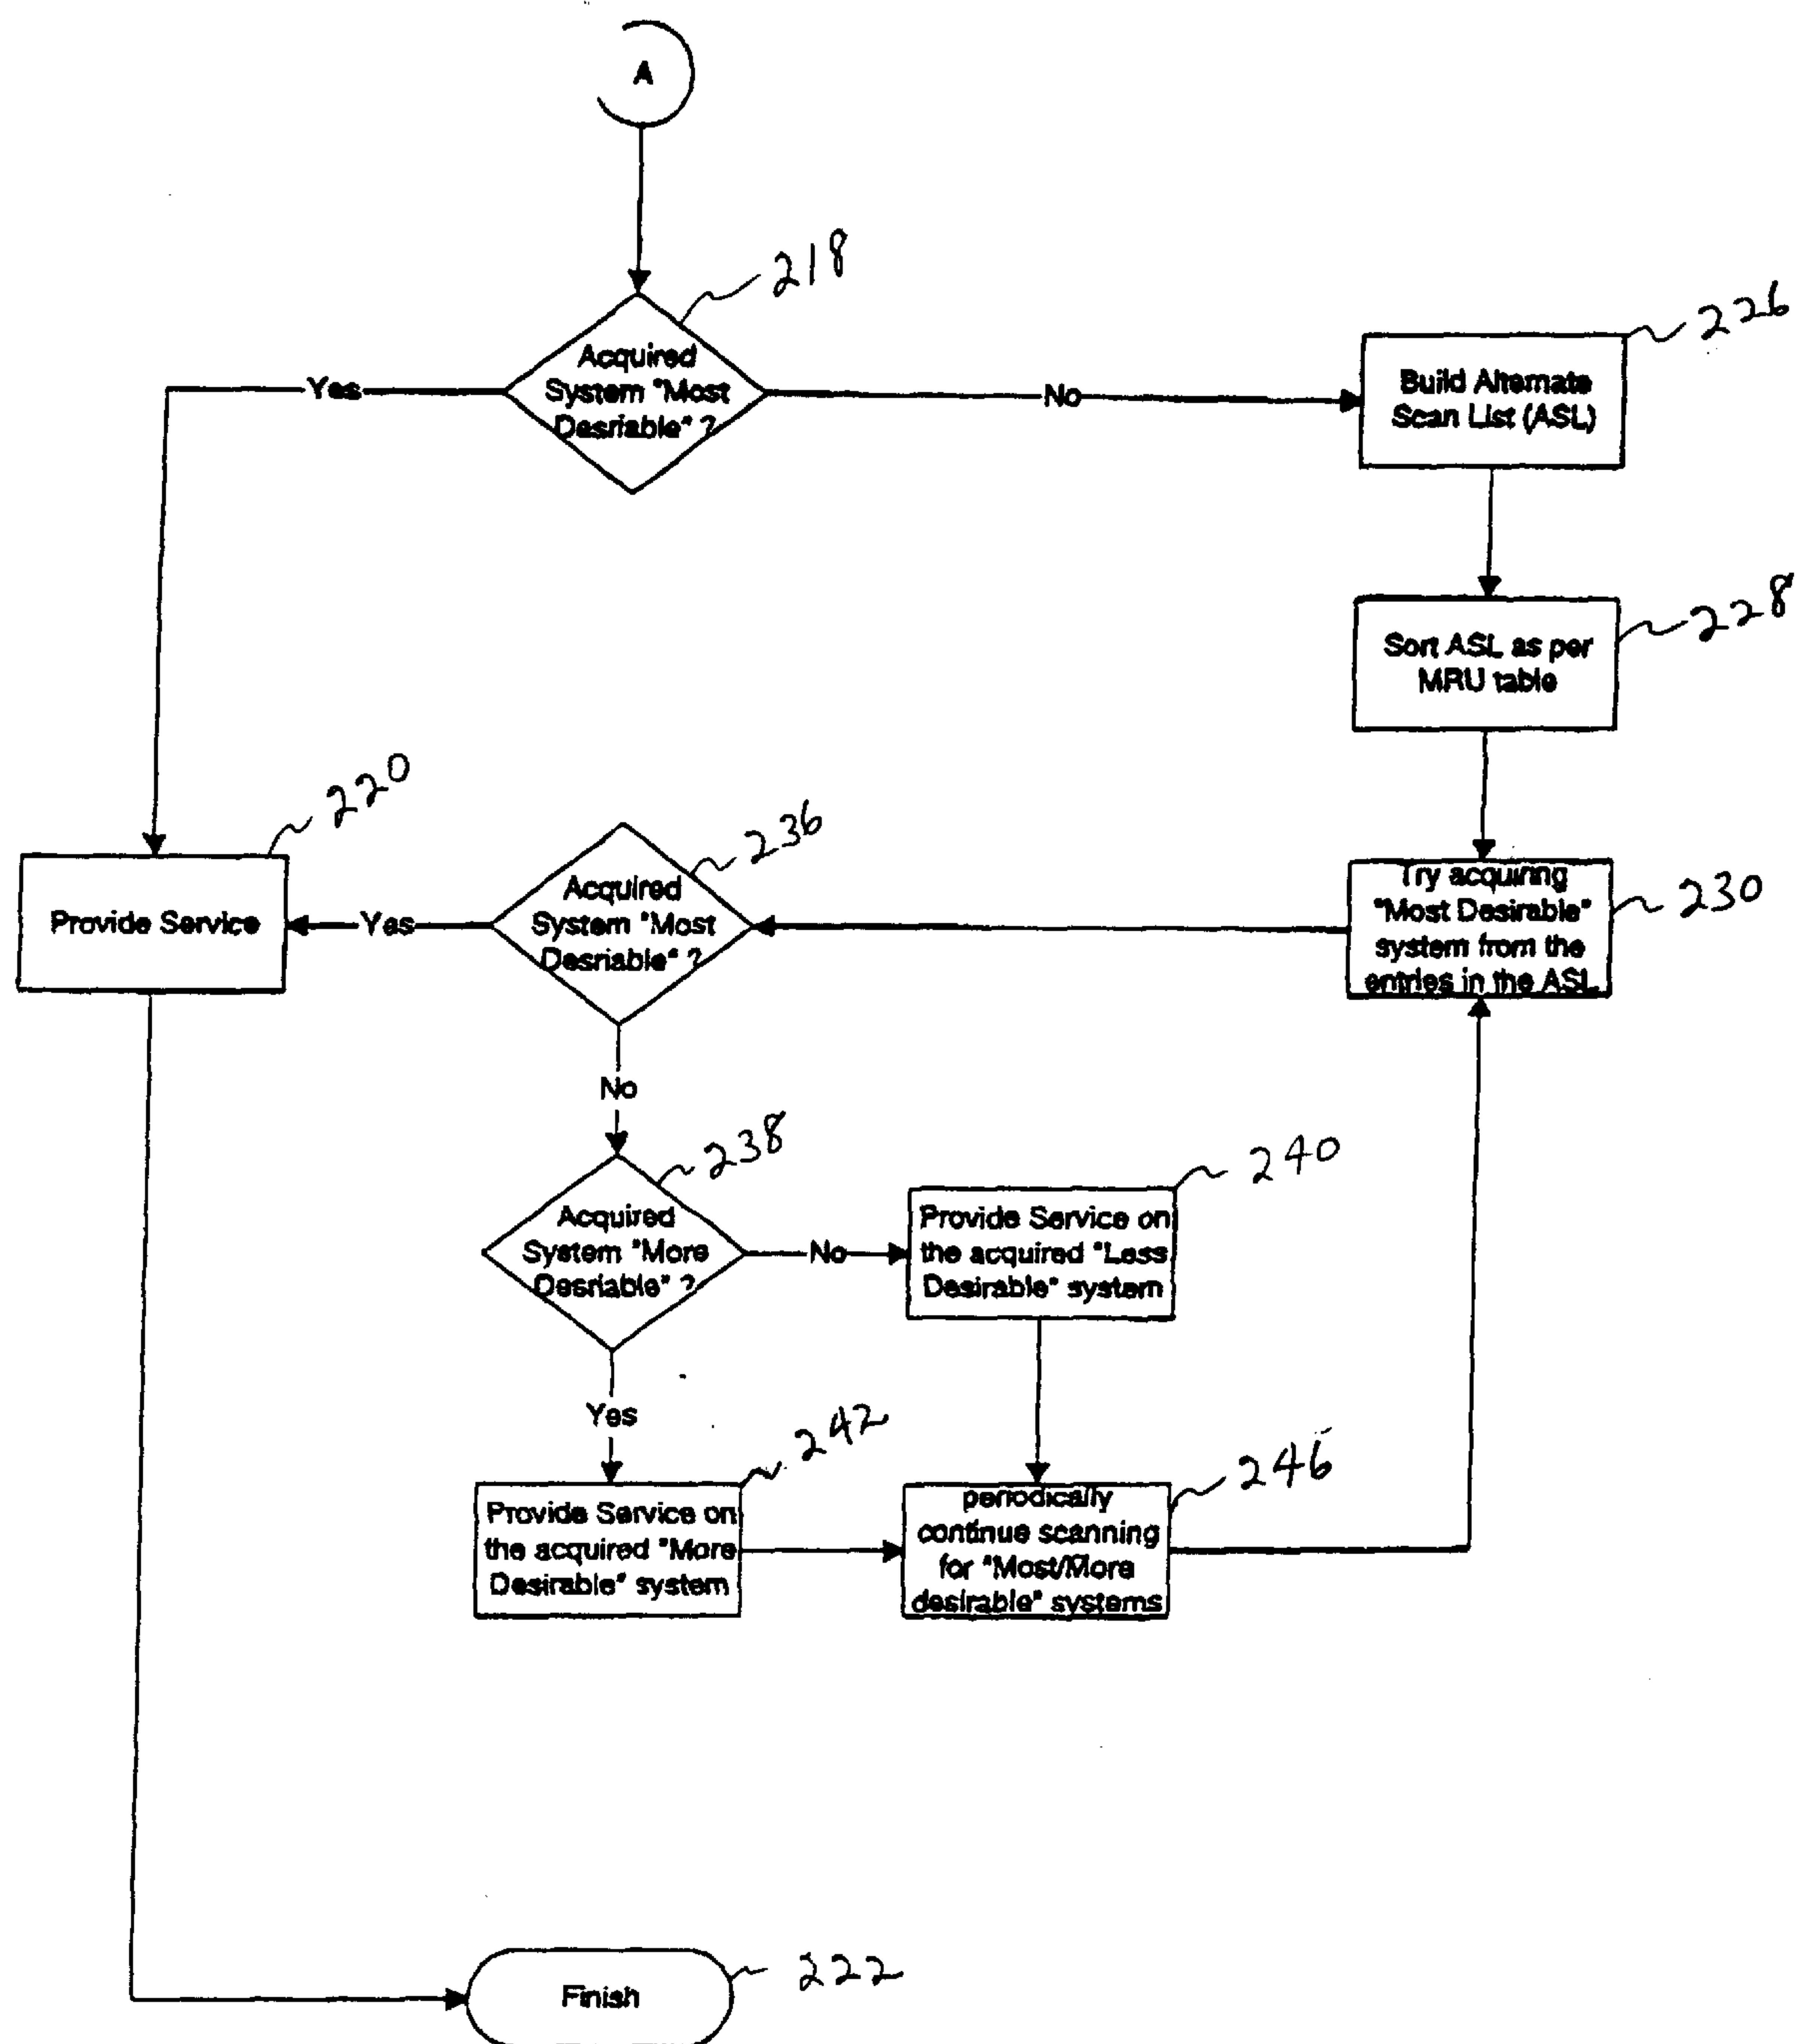 A
218
Acquired
System "Most
Desriable" ?
Yes
No
226
Build Alternate
Scan List (ASL)
228
Sort ASL as per
MRU table
220
Provide Service
Yes
236
Acquired
System "Most
Desriable" ?
230
Try acquiring
"Most Desirable"
system from the
entries in the ASL
No
238
Acquired
System "More
Desriable" ?
No
240
Provide Service on
the acquired "Less
Desirable" system
Yes
242
Provide Service on
the acquired "More
Desirable" system
246
periodically
continue scanning
for "Most/More
desirable" systems
Finish
222